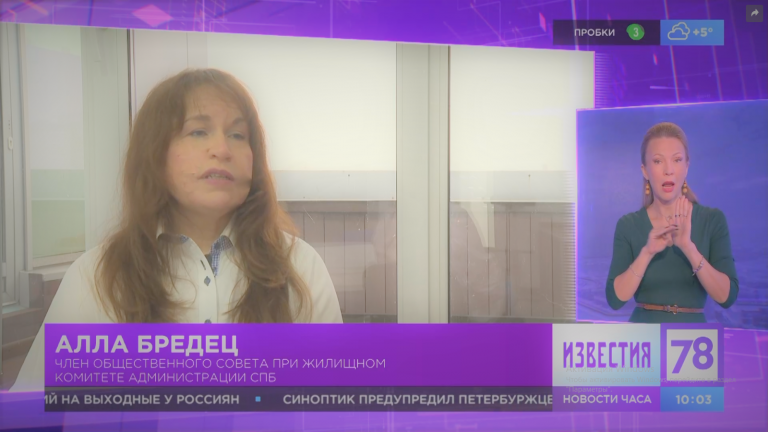 ПРОБКИ 3 +5°
АЛЛА БРЕДЕЦ
ЧЛЕН ОБЩЕСТВЕННОГО СОВЕТА ПРИ ЖИЛИЩНОМ
КОМИТЕТЕ АДМИНИСТРАЦИИ СПБ
ИЗВЕСТИЯ 78
ИЙ НА ВЫХОДНЫЕ У РОССИЯН ▪ СИНОПТИК ПРЕДУПРЕДИЛ ПЕТЕРБУРЖЦЕ
НОВОСТИ ЧАСА 10:03